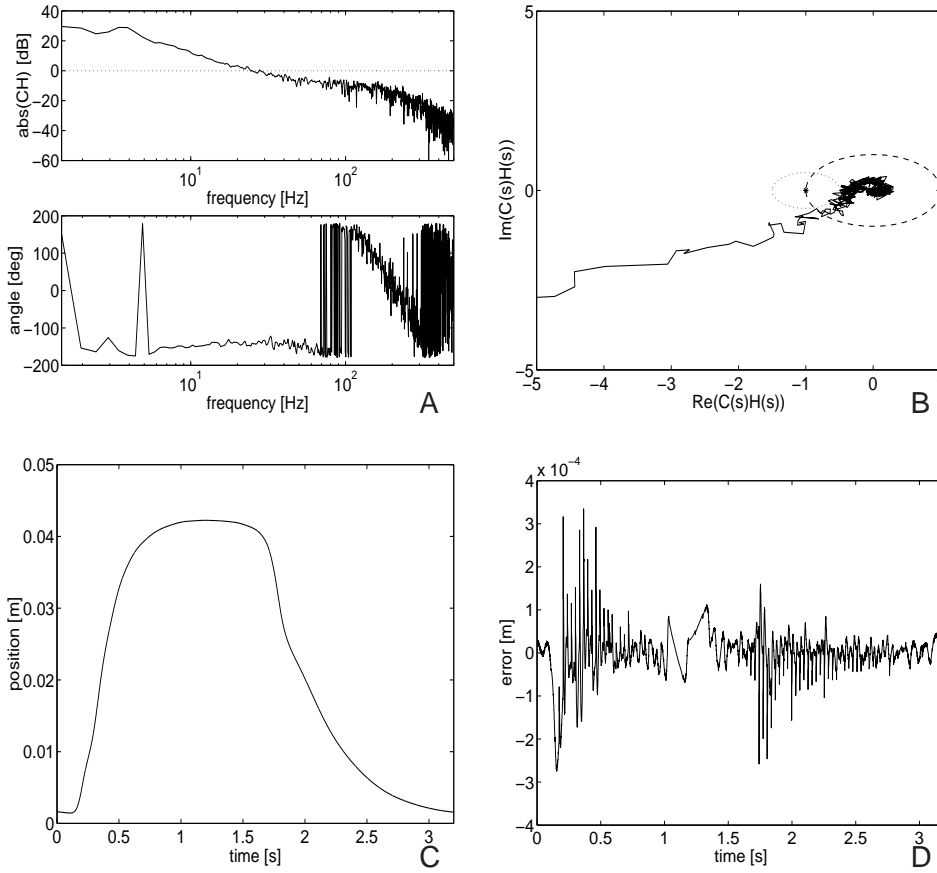 40
20
0
−20
−40
−60
abs(CH) [dB]
10^1
10^2
frequency [Hz]
200
100
0
−100
−200
angle [deg]
10^1
10^2
frequency [Hz]
A
5
0
−5
Im(C(s)H(s))
−5 −4 −3 −2 −1 0
Re(C(s)H(s))
B
0.05
0.04
0.03
0.02
0.01
0
position [m]
0 0.5 1 1.5 2 2.5 3
time [s]
C
x 10^−4
4
3
2
1
0
−1
−2
−3
−4
error [m]
0 0.5 1 1.5 2 2.5 3
time [s]
D